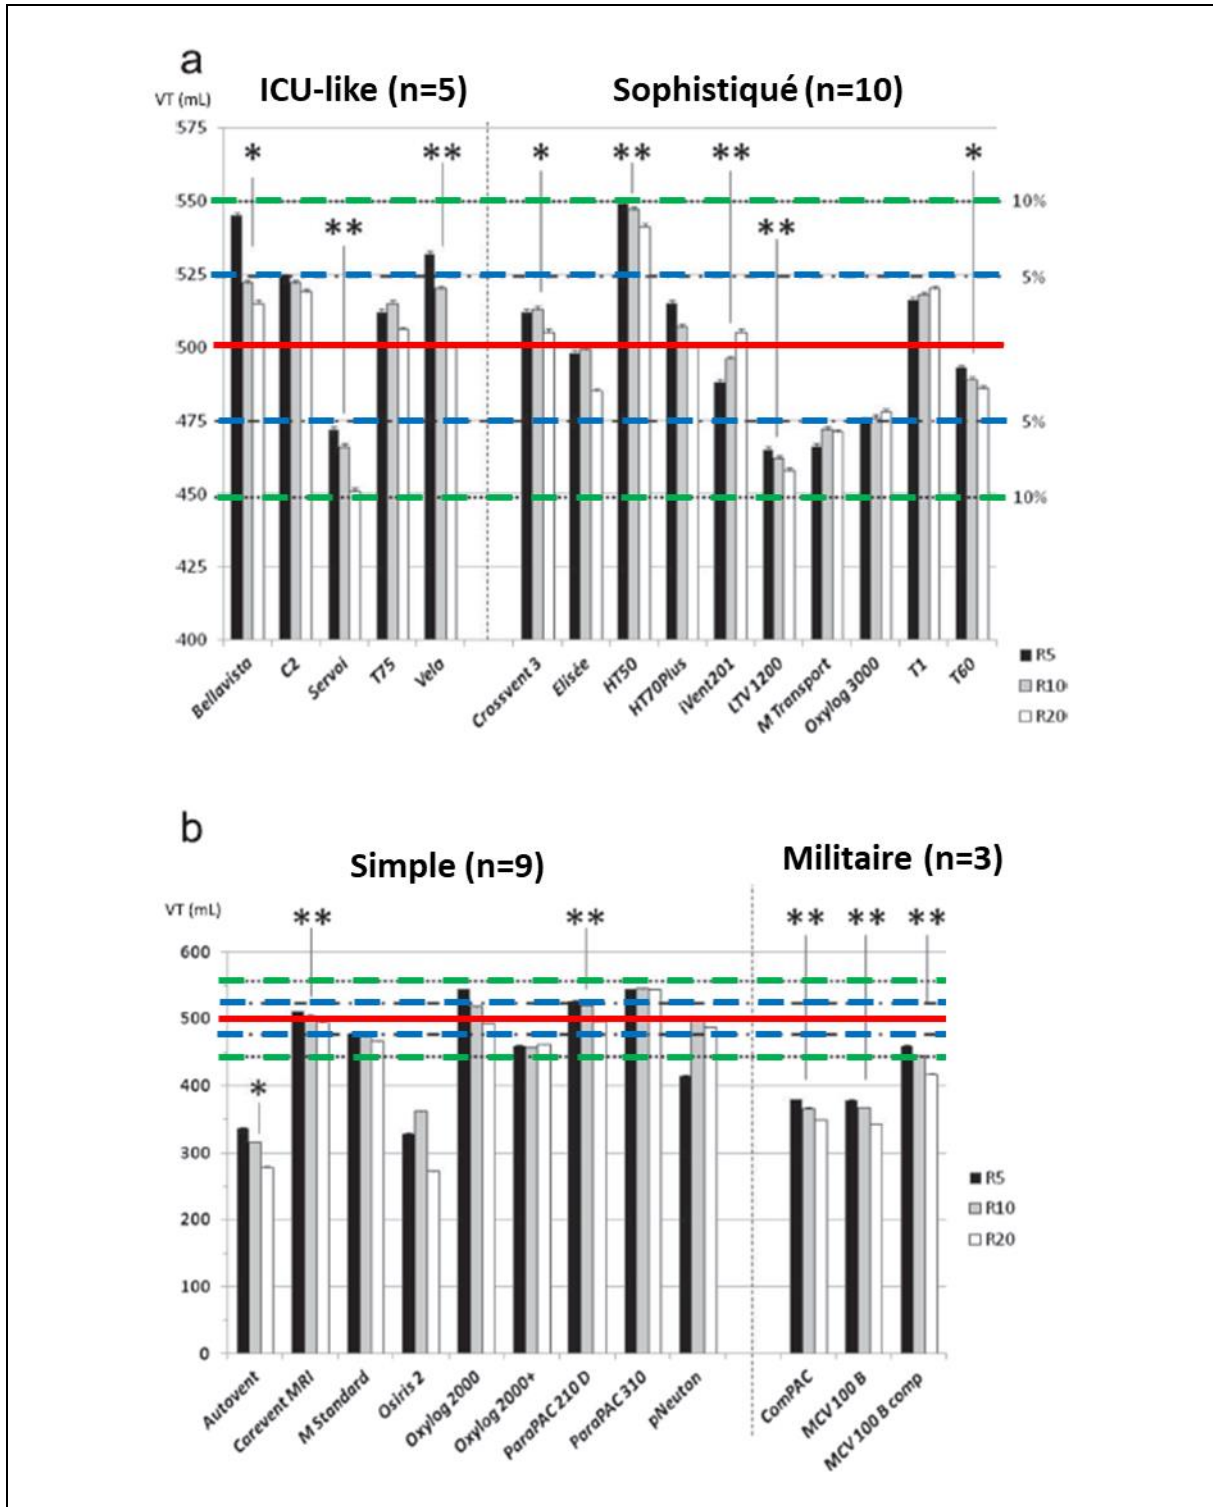 a
ICU-like (n=5) Sophistiqué (n=10)
VT (mL)
575
* ** * ** ** *
550 10%
** **
525 5%
500
475 5%
450 10%
425
400
R5
R10
R20
Bellavista C2 Servoi T75 Vela Crossvent 3 Elisée HT50 HT70Plus iVent201 LTV 1200 M Transport Oxylog 3000 T1 T60
b
Simple (n=9) Militaire (n=3)
VT (mL)
** ** ** ** **
600
500
400
*
300
200
100
0
R5
R10
R20
Autovent Carevent MRI M Standard Osiris 2 Oxylog 2000 Oxylog 2000+ ParaPAC 210 D ParaPAC 310 pNeuton ComPAC MCV 100 B MCV 100 B comp